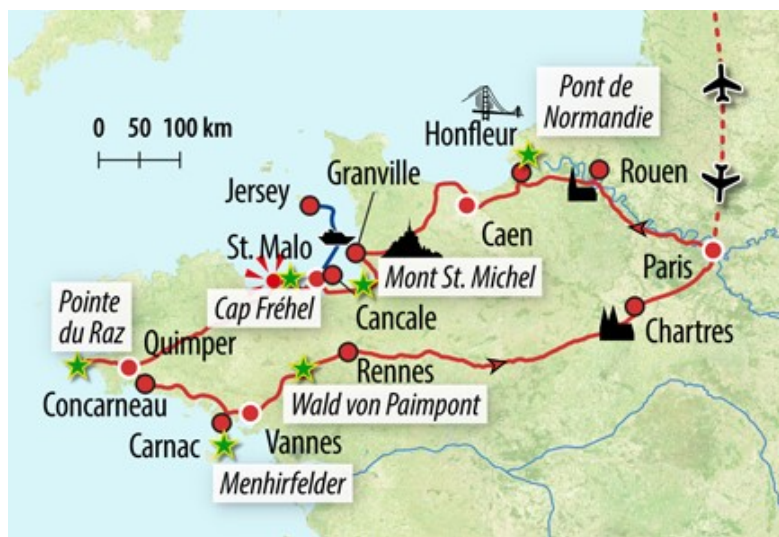 Pont de
Normandie
0 50 100 km
Honfleur
Granville
Rouen
Jersey
St. Malo
Caen
Paris
Mont St. Michel
Pointe
du Raz
Cap Fréhel
Cancale
Chartres
Quimper
Rennes
Concarneau
Wald von Paimpont
Carnac
Vannes
Menhirfelder